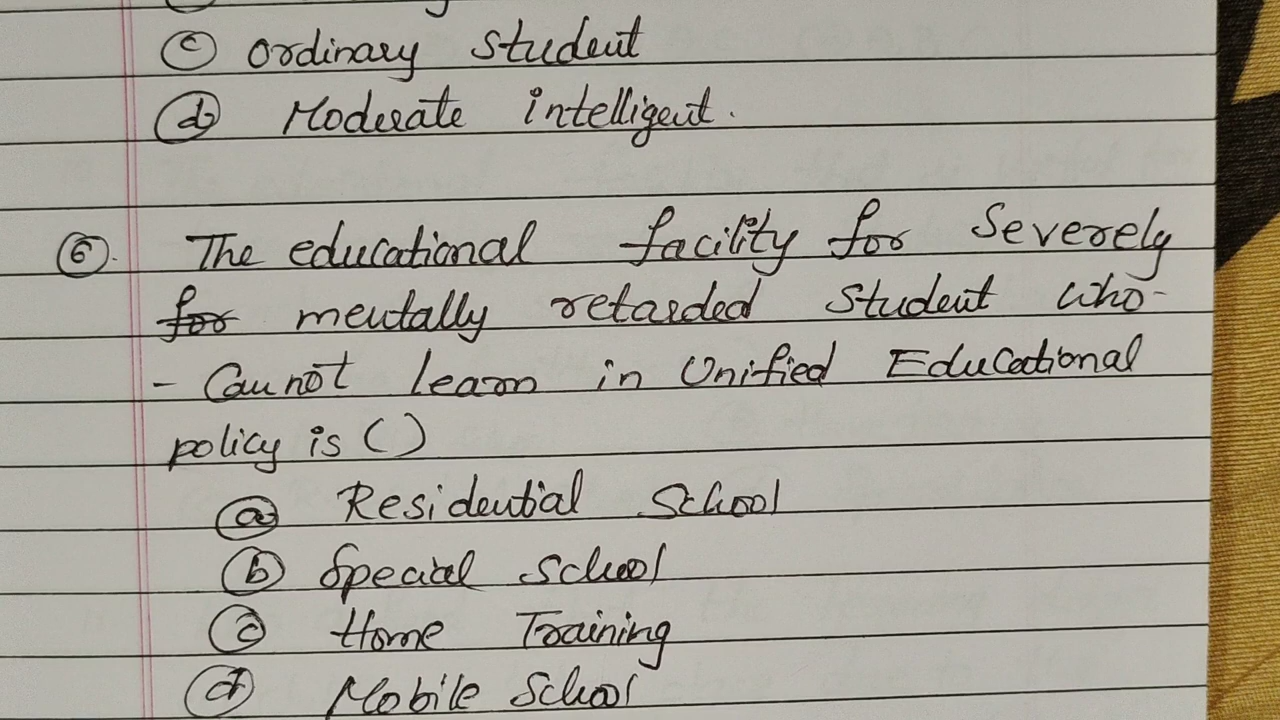 (c) ordinary student
(d) Moderate intelligent.
(6). The educational facility for Severely
for mentally retarded student who-
- Cannot learn in Unified Educational
policy is ( )
(a) Residential School
(b) Special School
(c) Home Training
(d) Mobile School